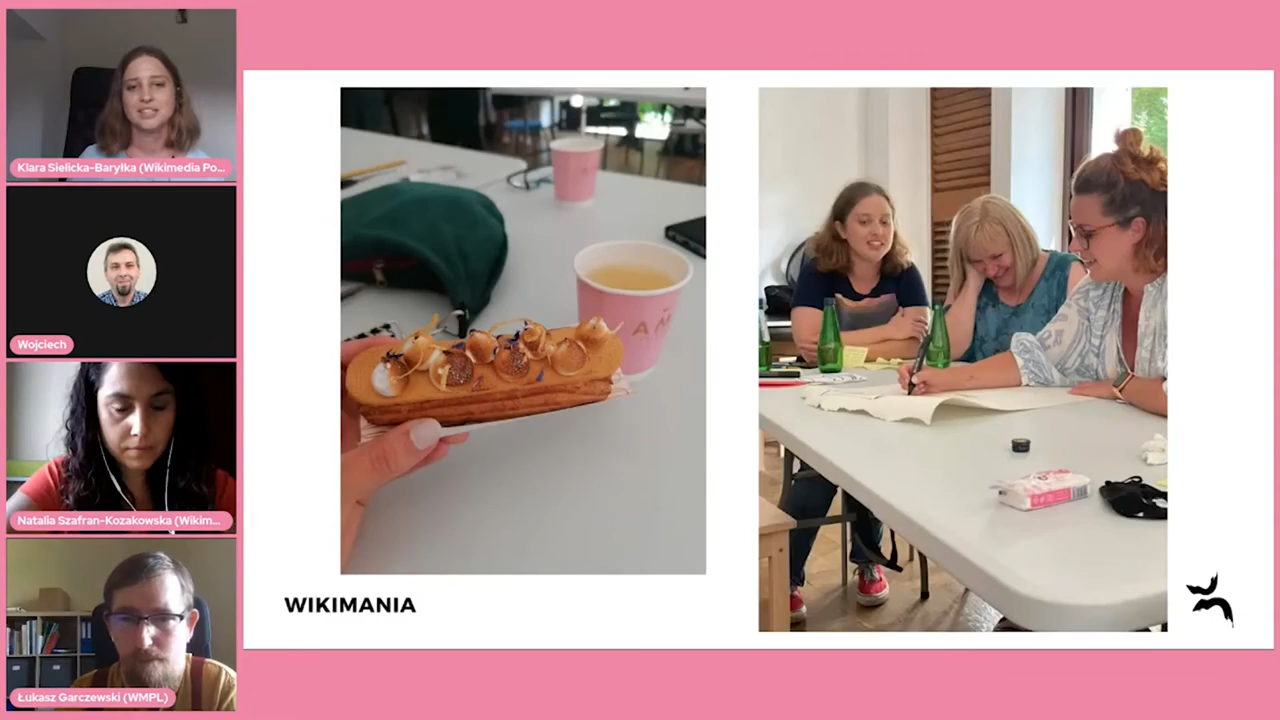 Klara Sielicka-Baryłka (Wikimedia Po...
Wojciech
Natalia Szafran-Kozakowska (Wikim...
Łukasz Garczewski (WMPL)
WIKIMANIA